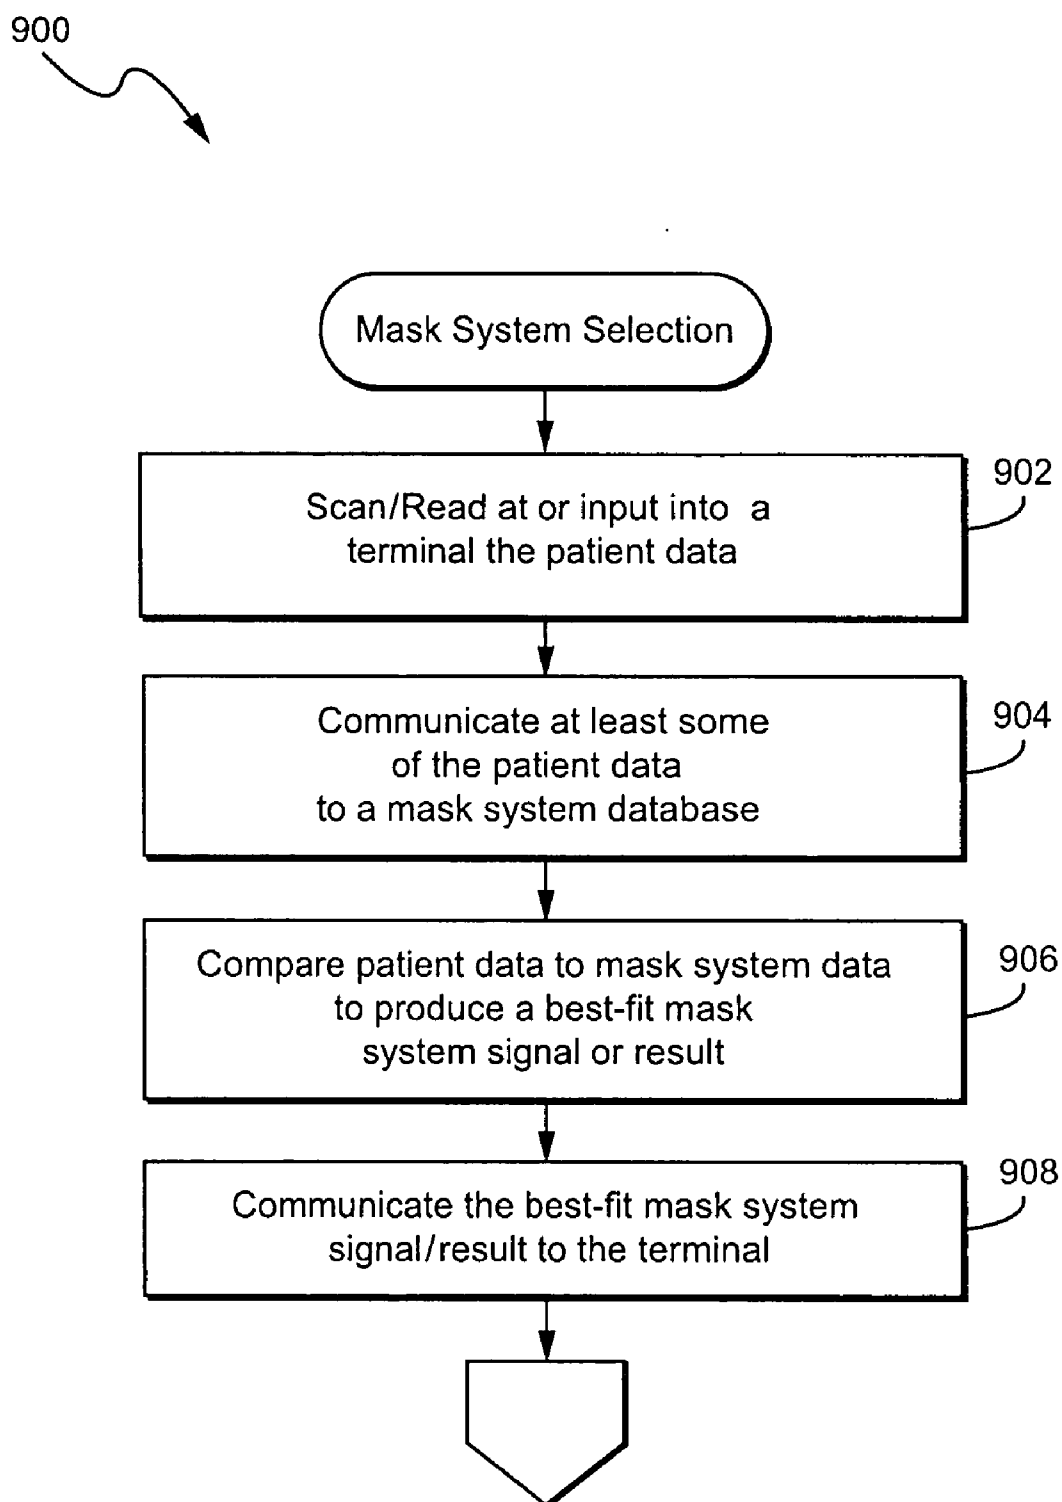 900
Mask System Selection
902
Scan/Read at or input into a
terminal the patient data
904
Communicate at least some
of the patient data
to a mask system database
906
Compare patient data to mask system data
to produce a best-fit mask
system signal or result
908
Communicate the best-fit mask system
signal/result to the terminal